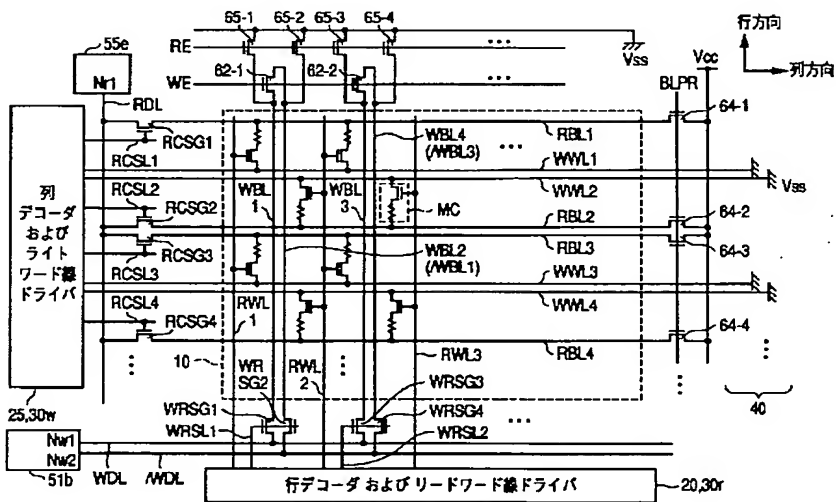 65-1
65-2
65-3
65-4
55e
RE
Nr1
62-1
62-2
WE
RDL
VSS
行方向
列方向
VCC
BLPR
64-1
RCSG1
RCSL1
WBL4
(/WBL3)
RBL1
WWL1
WWL2
VSS
列
デコーダ
および
ライト
ワード線
ドライバ
RCSL2
RCSG2
WBL
1
WBL
3
MC
RBL2
64-2
RCSG3
RCSL3
WBL2
(/WBL1)
RBL3
64-3
WWL3
WWL4
RCSL4
RCSG4
RWL
1
64-4
RBL4
10
WR
SG2
RWL
2
RWL3
40
25,30w
WRSG1
WRSG3
WRSG4
WRSL1
WRSL2
Nw1
Nw2
51b
WDL
/WDL
行デコーダ および リードワード線ドライバ
20,30r